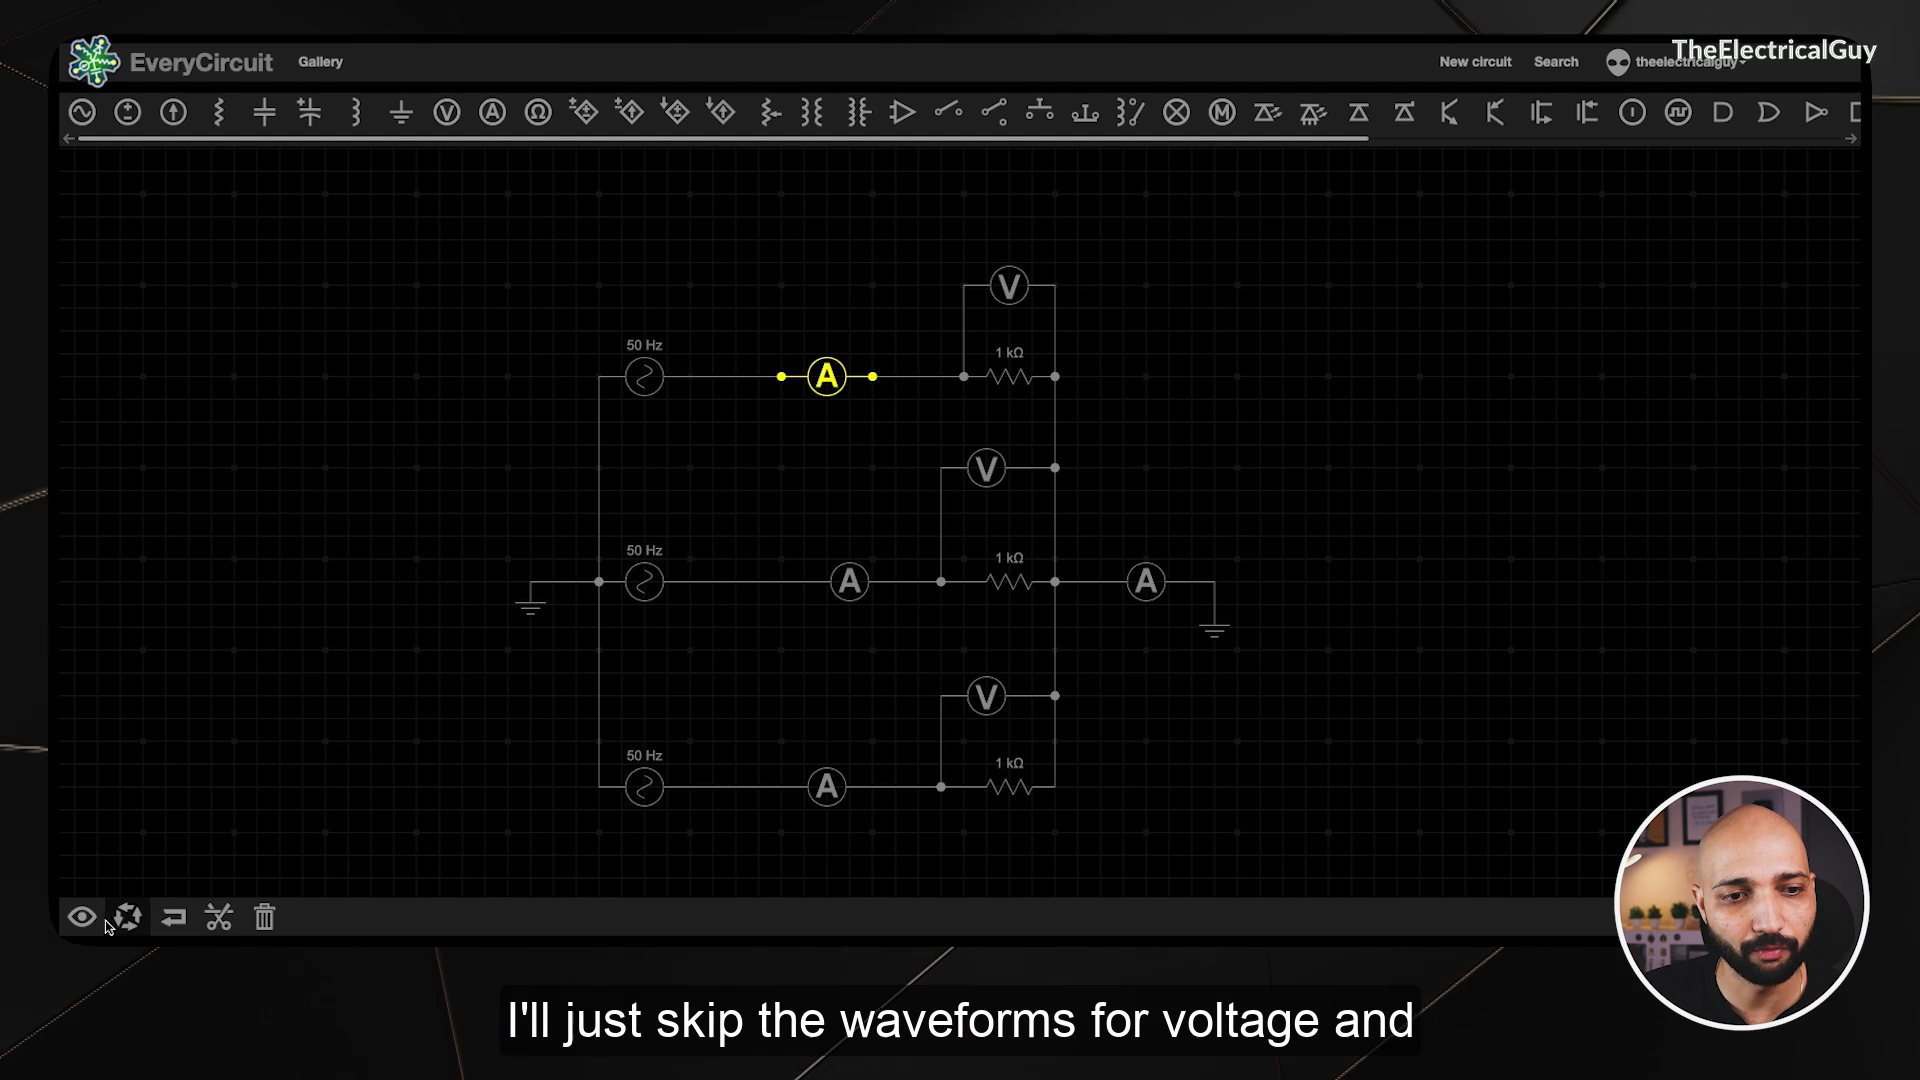 TheElectricalGuy
EveryCircuit
Gallery
New circuit
Search
theelectricalguy
V
50 Hz
1 kΩ
A
V
50 Hz
1 kΩ
A
A
V
50 Hz
1 kΩ
A
I'll just skip the waveforms for voltage and